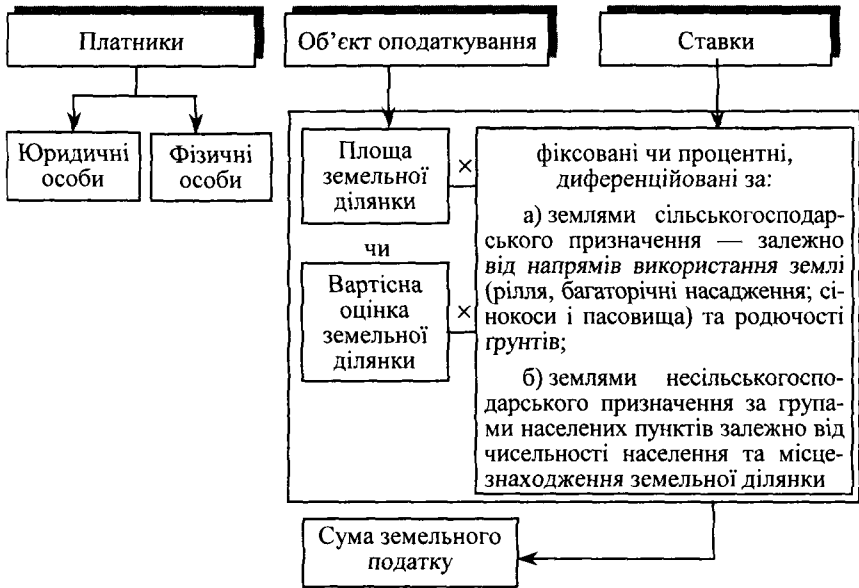 Платники
Об’єкт оподаткування
Ставки
Юридичні
особи
Фізичні
особи
Площа
земельної
ділянки
×
чи
Вартісна
оцінка
земельної
ділянки
×
фіксовані чи процентні,
диференційовані за:
а) землями сільськогосподар-
ського призначення — залежно
від напрямів використання землі
(рілля, багаторічні насадження; сі-
нокоси і пасовища) та родючості
ґрунтів;
б) землями несільськогоспо-
дарського призначення за група-
ми населених пунктів залежно від
чисельності населення та місце-
знаходження земельної ділянки
Сума земельного
податку